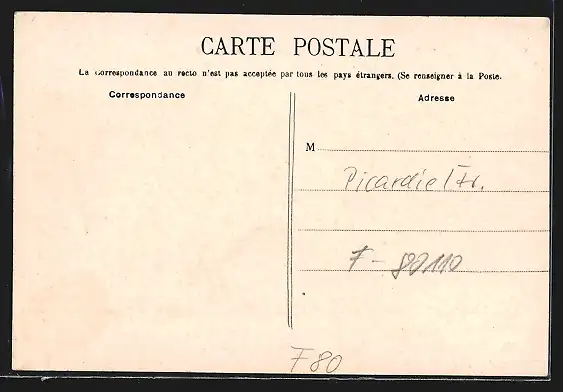 CARTE POSTALE
La Correspondance au recto n'est pas acceptée par tous les pays étrangers. (Se renseigner à la Poste.
Correspondance
Adresse
M
Picardie / Fr.
F - 80110
F 80